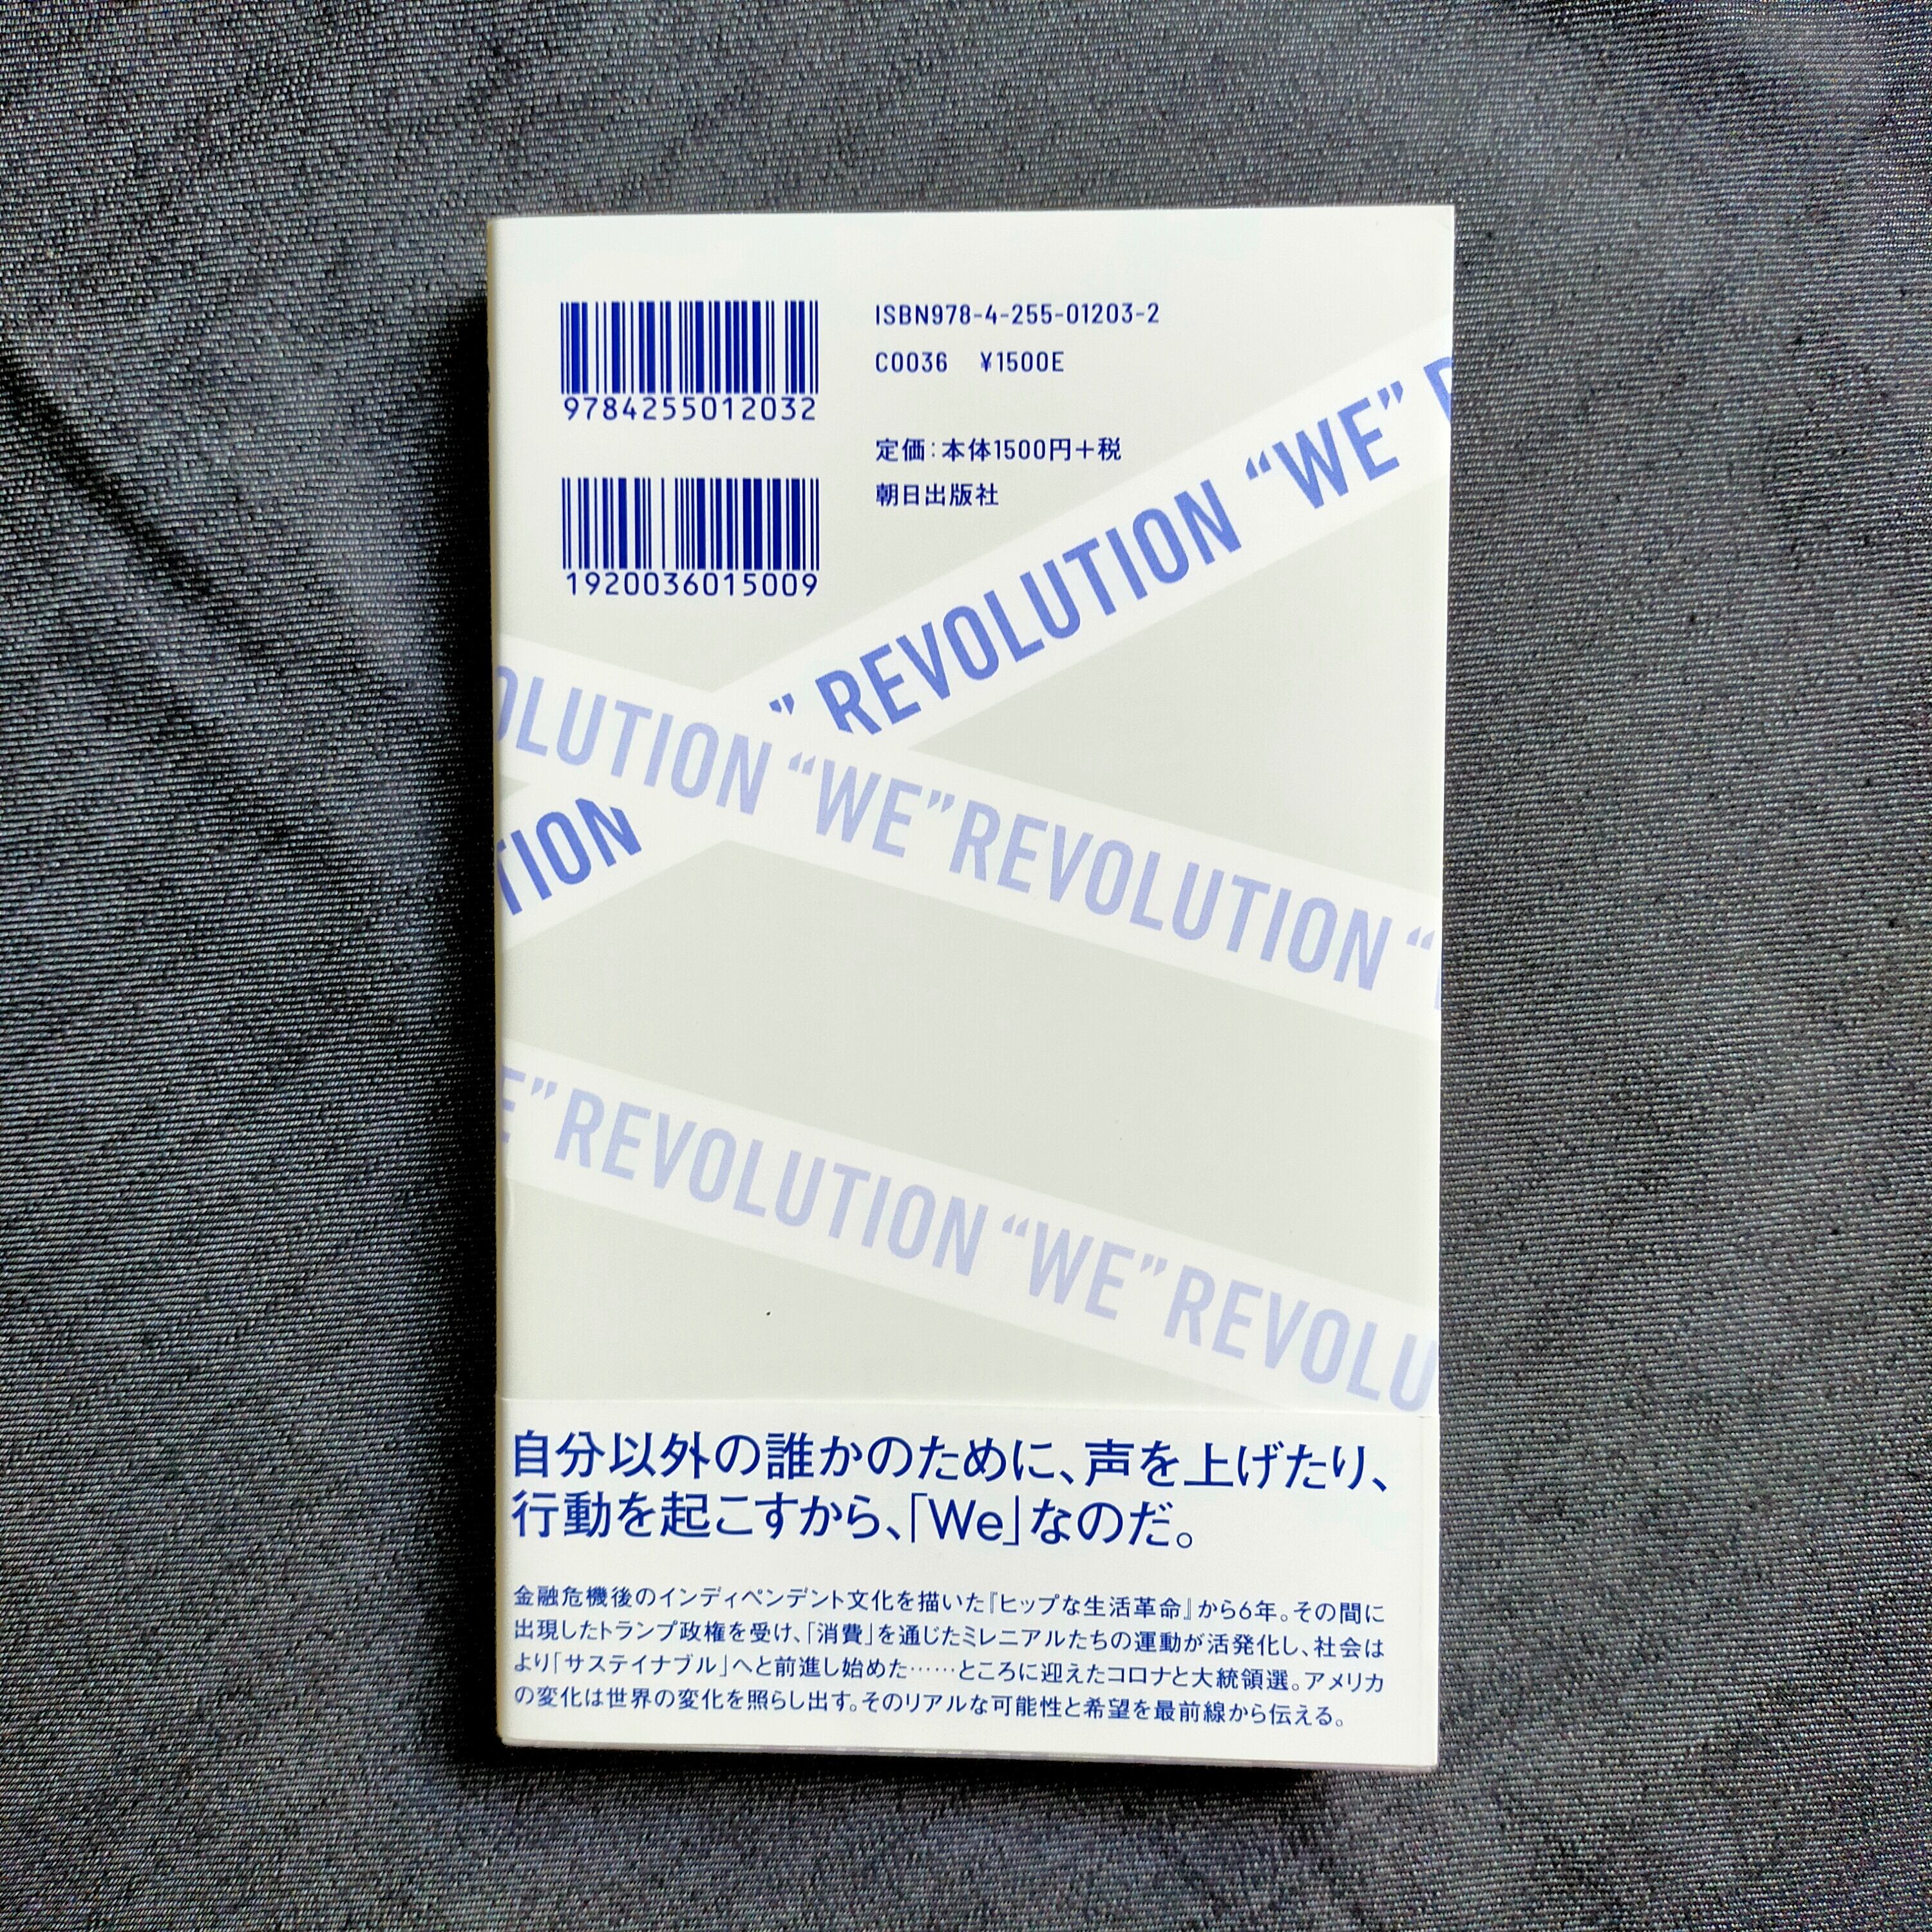 9784255012032
1920036015009
ISBN978-4-255-01203-2
C0036 ¥1500E
定価：本体1500円＋税
朝日出版社
” REVOLUTION “WE” R
OLUTION “WE” REVOLUTION “
TION
E” REVOLUTION “WE” REVOLU
自分以外の誰かのために、声を上げたり、
行動を起こすから、「We」なのだ。
金融危機後のインディペンデント文化を描いた『ヒップな生活革命』から6年。その間に
出現したトランプ政権を受け、「消費」を通じたミレニアルたちの運動が活発化し、社会は
より「サステイナブル」へと前進し始めた……ところに迎えたコロナと大統領選。アメリカ
の変化は世界の変化を照らし出す。そのリアルな可能性と希望を最前線から伝える。